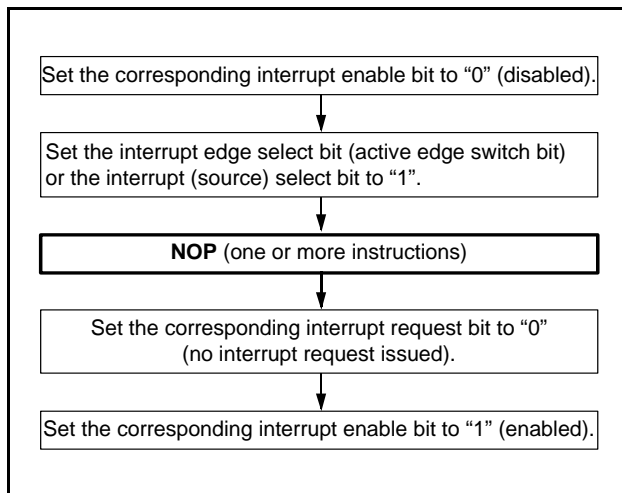 Set the corresponding interrupt enable bit to “0” (disabled).
Set the interrupt edge select bit (active edge switch bit)
or the interrupt (source) select bit to “1”.
NOP (one or more instructions)
Set the corresponding interrupt request bit to “0”
(no interrupt request issued).
Set the corresponding interrupt enable bit to “1” (enabled).